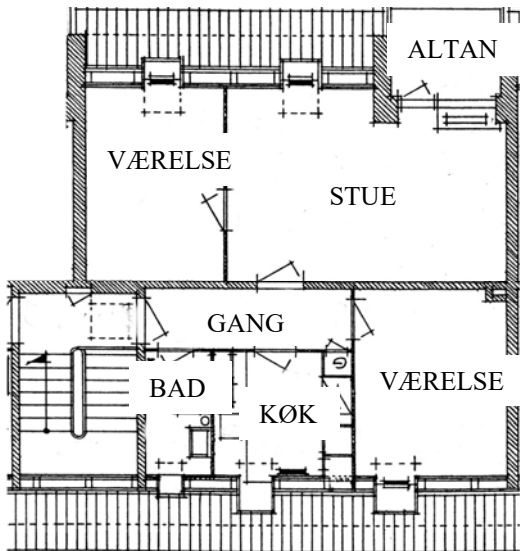 ALTAN
VÆRELSE
STUE
GANG
BAD
KØK
VÆRELSE